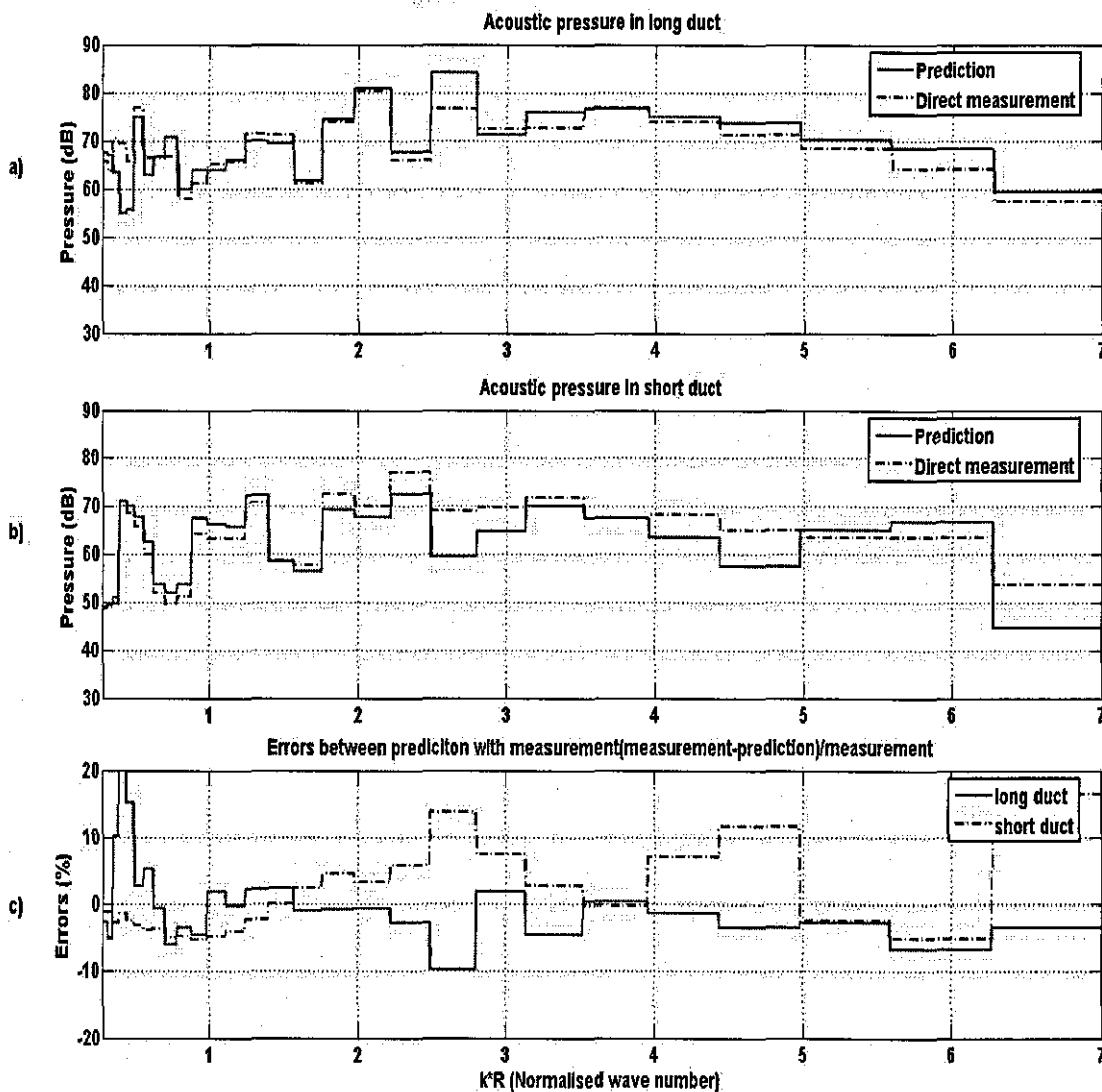 Acoustic pressure in long duct
a)
Pressure (dB)
90
80
70
60
50
40
30
Prediction
Direct measurement
1 2 3 4 5 6 7
Acoustic pressure in short duct
b)
Pressure (dB)
90
80
70
60
50
40
30
Prediction
Direct measurement
1 2 3 4 5 6 7
Errors between prediciton with measurement(measurement-prediction)/measurement
c)
Errors (%)
20
10
0
-10
-20
long duct
short duct
1 2 3 4 5 6 7
k*R (Normalised wave number)